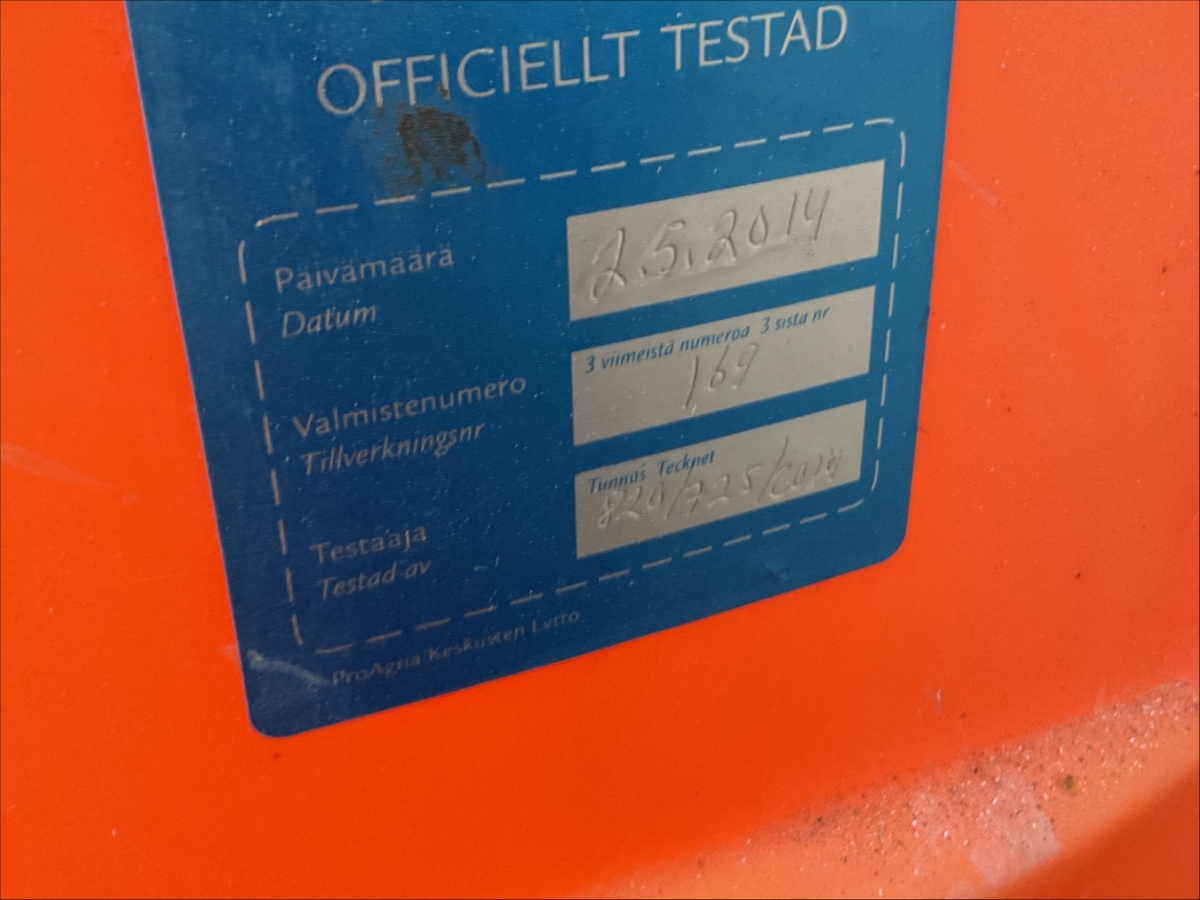 OFFICIELLT TESTAD
Päivämäärä
Datum
2.5.2014
Valmistenumero
Tillverkningsnr
3 viimeistä numeroa 3 sista nr
169
Testaaja
Testad av
Tunnus Tecknet
© ProAgria Keskusten Liitto